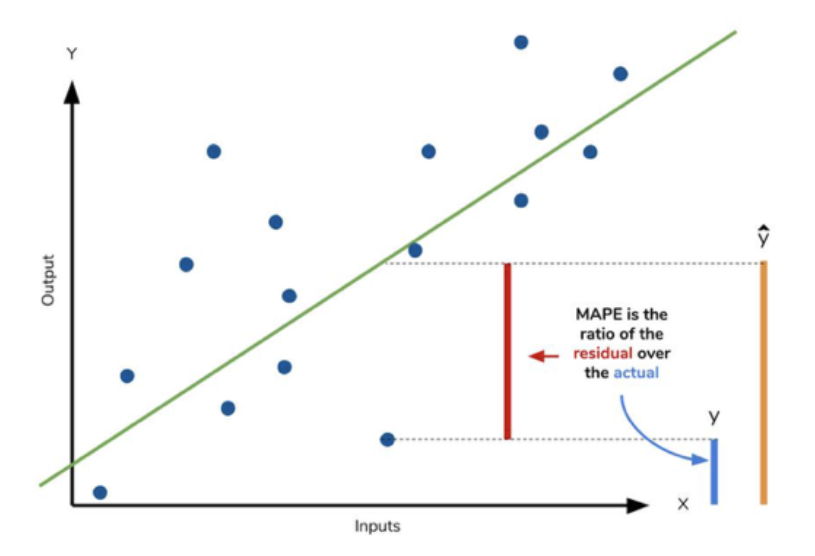 Y
Output
ŷ
MAPE is the
ratio of the
residual over
the actual
y
X
Inputs